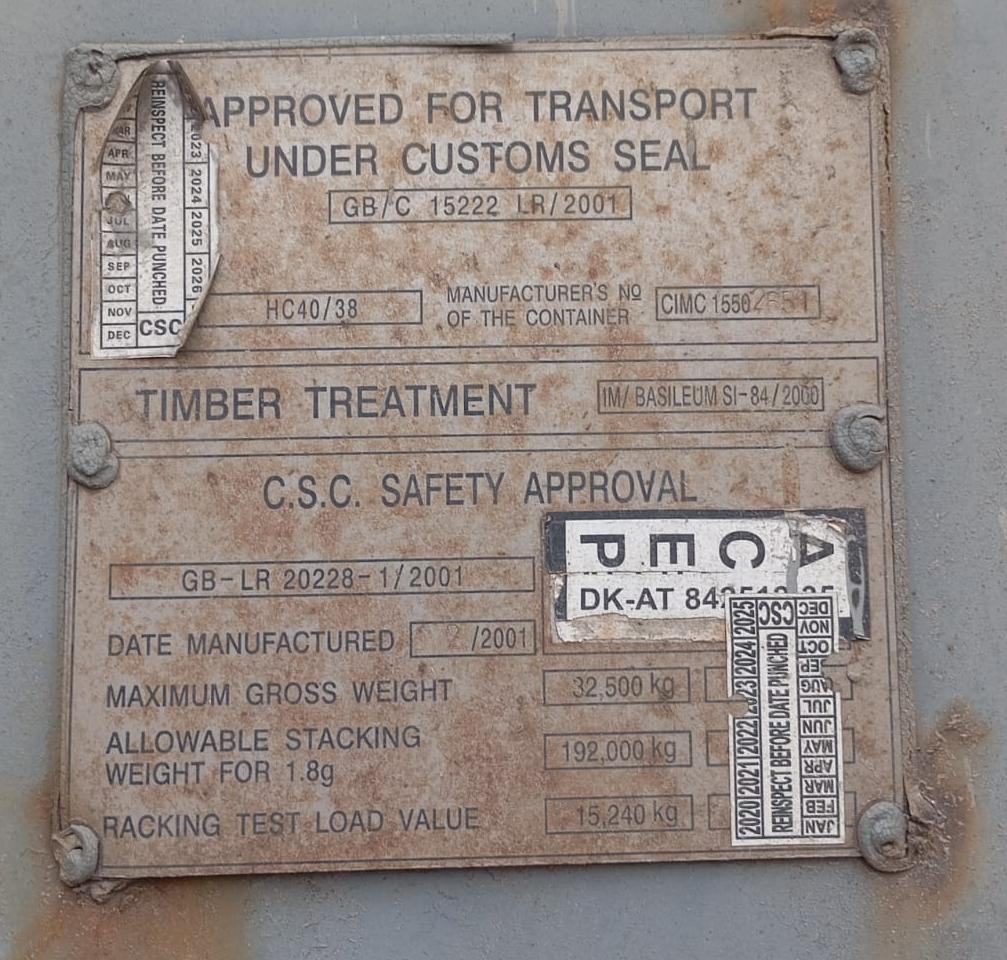 APPROVED FOR TRANSPORT
UNDER CUSTOMS SEAL
GB/C 15222 LR/2001
HC40/38
MANUFACTURER'S Nº
OF THE CONTAINER
CIMC
REINSPECT BEFORE DATE PUNCHED
CSC
MAR
APR
MAY
JUL
AUG
SEP
OCT
NOV
DEC
2024 2025 2026
TIMBER TREATMENT
IM/ BASILEUM SI-84/2000
C.S.C. SAFETY APPROVAL
GB-LR 20228-1/2001
A C E P
DK-AT
DATE MANUFACTURED
/2001
MAXIMUM GROSS WEIGHT
32,500 kg
ALLOWABLE STACKING
WEIGHT FOR 1.8g
192,000 kg
RACKING TEST LOAD VALUE
15,240 kg
2020 2021 2022 2023 2024 2025
REINSPECT BEFORE DATE PUNCHED
CSC
JAN
FEB
MAR
APR
MAY
JUN
JUL
AUG
OCT
NOV
DEC